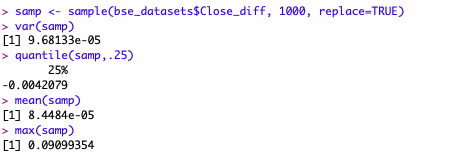 > samp <- sample(bse_datasets$Close_diff, 1000, replace=TRUE)
> var(samp)
[1] 9.68133e-05
> quantile(samp,.25)
25%
-0.0042079
> mean(samp)
[1] 8.4484e-05
> max(samp)
[1] 0.09099354